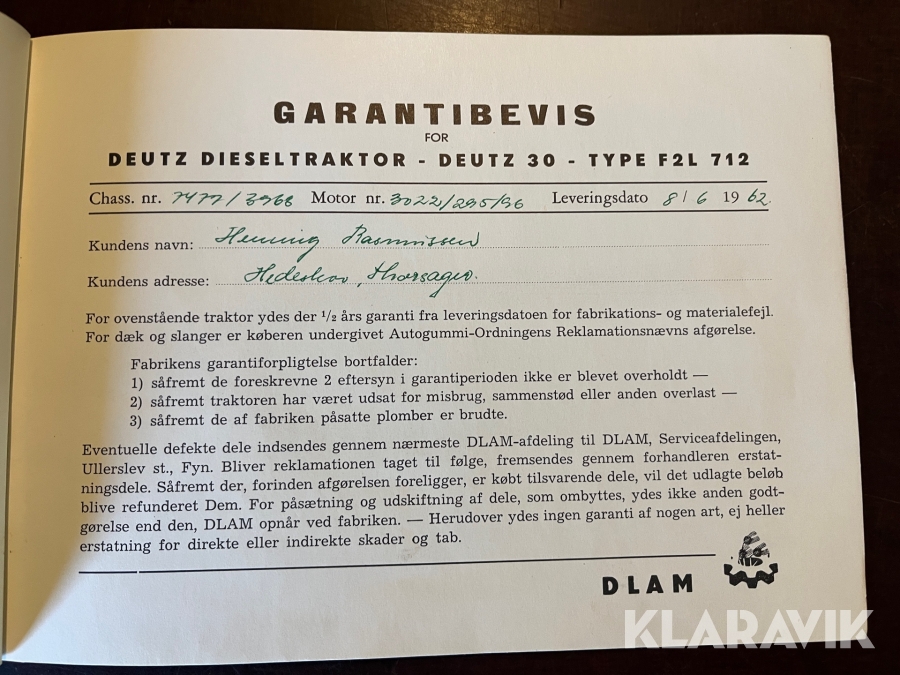 GARANTIBEVIS
FOR
DEUTZ DIESELTRAKTOR - DEUTZ 30 - TYPE F2L 712
Chass. nr. 7477/3968 Motor nr. 3022/295/96 Leveringsdato 8/6 1962.
Kundens navn: Henning Rasmussen
Kundens adresse: Hedeskov, Thorsager.
For ovenstående traktor ydes der 1/2 års garanti fra leveringsdatoen for fabrikations- og materialefejl.
For dæk og slanger er køberen undergivet Autogummi-Ordningens Reklamationsnævns afgørelse.
Fabrikens garantiforpligtelse bortfalder:
1) såfremt de foreskrevne 2 eftersyn i garantiperioden ikke er blevet overholdt —
2) såfremt traktoren har været udsat for misbrug, sammenstød eller anden overlast —
3) såfremt de af fabriken påsatte plomber er brudte.
Eventuelle defekte dele indsendes gennem nærmeste DLAM-afdeling til DLAM, Serviceafdelingen,
Ullerslev st., Fyn. Bliver reklamationen taget til følge, fremsendes gennem forhandleren erstat-
ningsdele. Såfremt der, forinden afgørelsen foreligger, er købt tilsvarende dele, vil det udlagte beløb
blive refunderet Dem. For påsætning og udskiftning af dele, som ombyttes, ydes ikke anden godt-
gørelse end den, DLAM opnår ved fabriken. — Herudover ydes ingen garanti af nogen art, ej heller
erstatning for direkte eller indirekte skader og tab.
DLAM
KLARAVIK